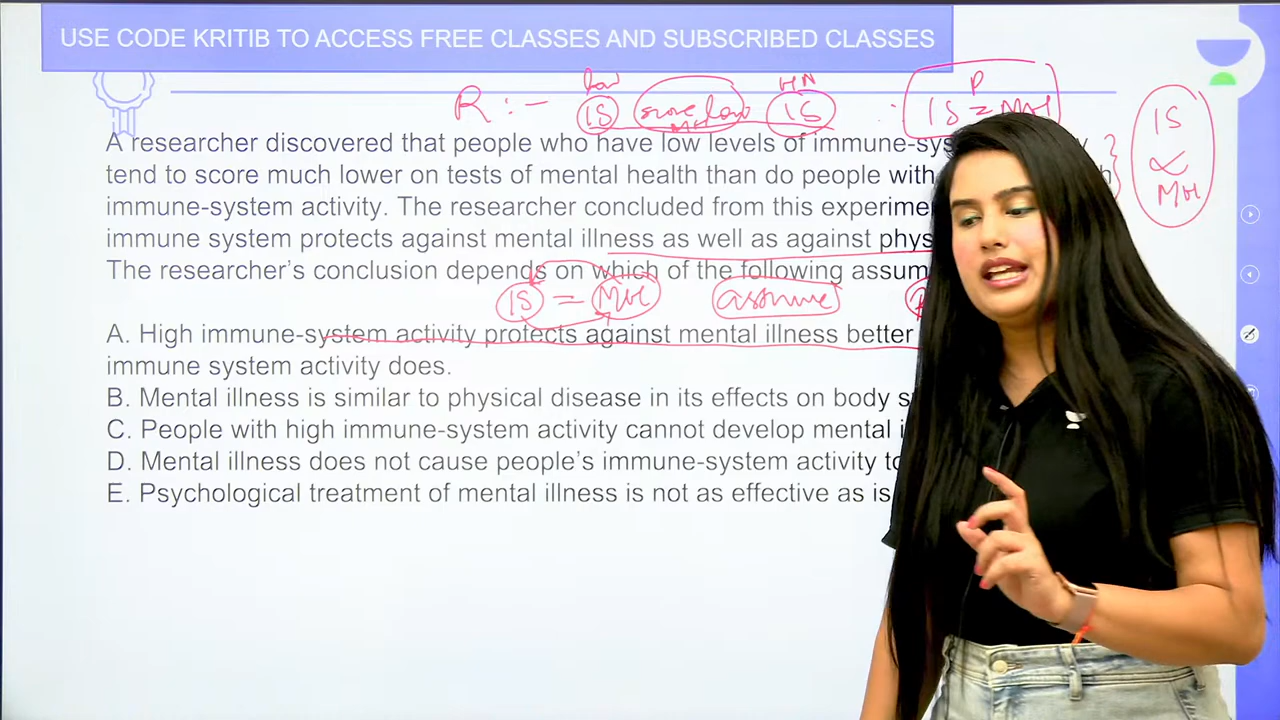 USE CODE KRITIB TO ACCESS FREE CLASSES AND SUBSCRIBED CLASSES
low
HN
P
R :- IS score low IS IS = MH
IS
∝
MH
A researcher discovered that people who have low levels of immune-sys
tend to score much lower on tests of mental health than do people with
immune-system activity. The researcher concluded from this experime
immune system protects against mental illness as well as against phys
The researcher's conclusion depends on which of the following assum
IS = MH assume
A. High immune-system activity protects against mental illness better
immune system activity does.
B. Mental illness is similar to physical disease in its effects on body s
C. People with high immune-system activity cannot develop mental i
D. Mental illness does not cause people's immune-system activity to
E. Psychological treatment of mental illness is not as effective as is